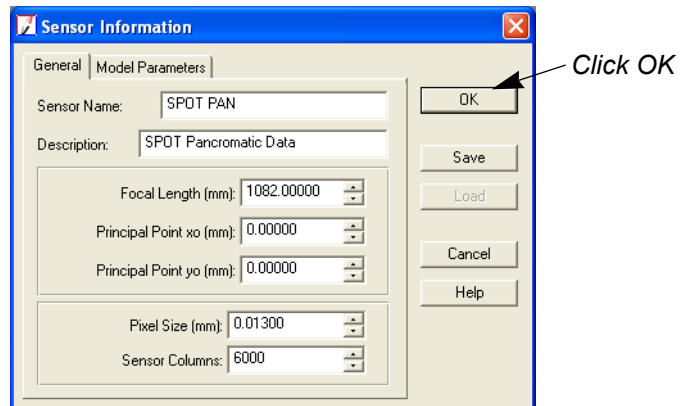 Sensor Information
General Model Parameters
Sensor Name: SPOT PAN
Description: SPOT Pancromatic Data
Focal Length (mm): 1082.00000
Principal Point xo (mm): 0.00000
Principal Point yo (mm): 0.00000
Pixel Size (mm): 0.01300
Sensor Columns: 6000
OK
Save
Load
Cancel
Help
Click OK